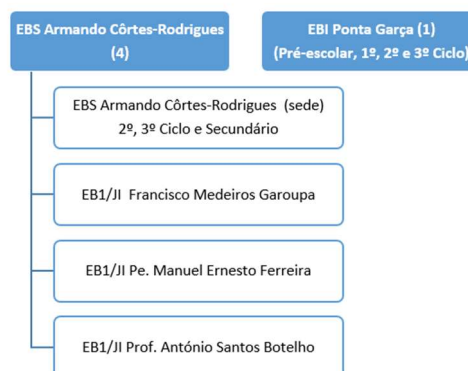 EBS Armando Côrtes-Rodrigues
(4)
EBI Ponta Garça (1)
(Pré-escolar, 1º, 2º e 3º Ciclo)
EBS Armando Côrtes-Rodrigues (sede)
2º, 3º Ciclo e Secundário
EB1/JI Francisco Medeiros Garoupa
EB1/JI Pe. Manuel Ernesto Ferreira
EB1/JI Prof. António Santos Botelho